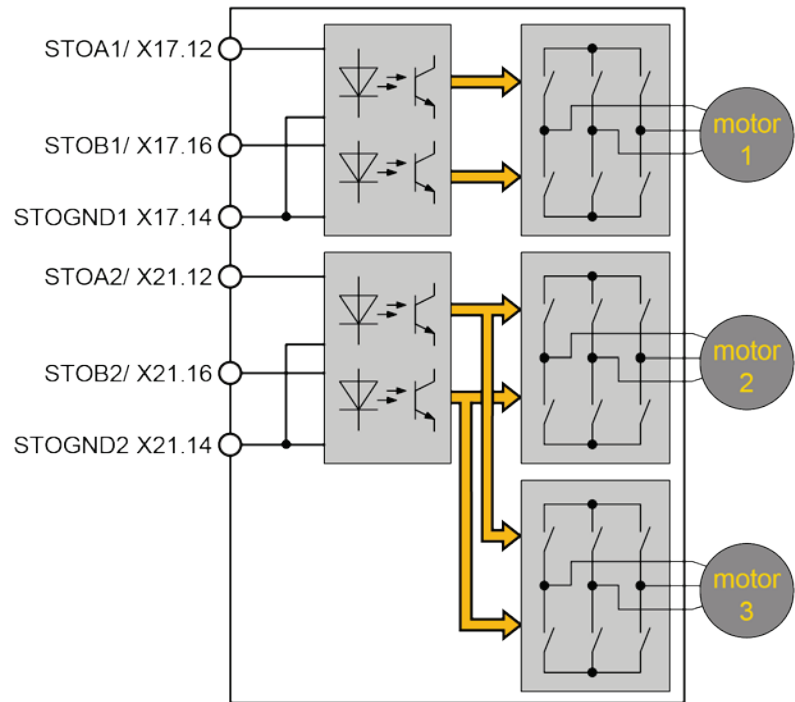 STOA1/ X17.12
STOB1/ X17.16
STOGND1 X17.14
motor
1
STOA2/ X21.12
STOB2/ X21.16
STOGND2 X21.14
motor
2
motor
3